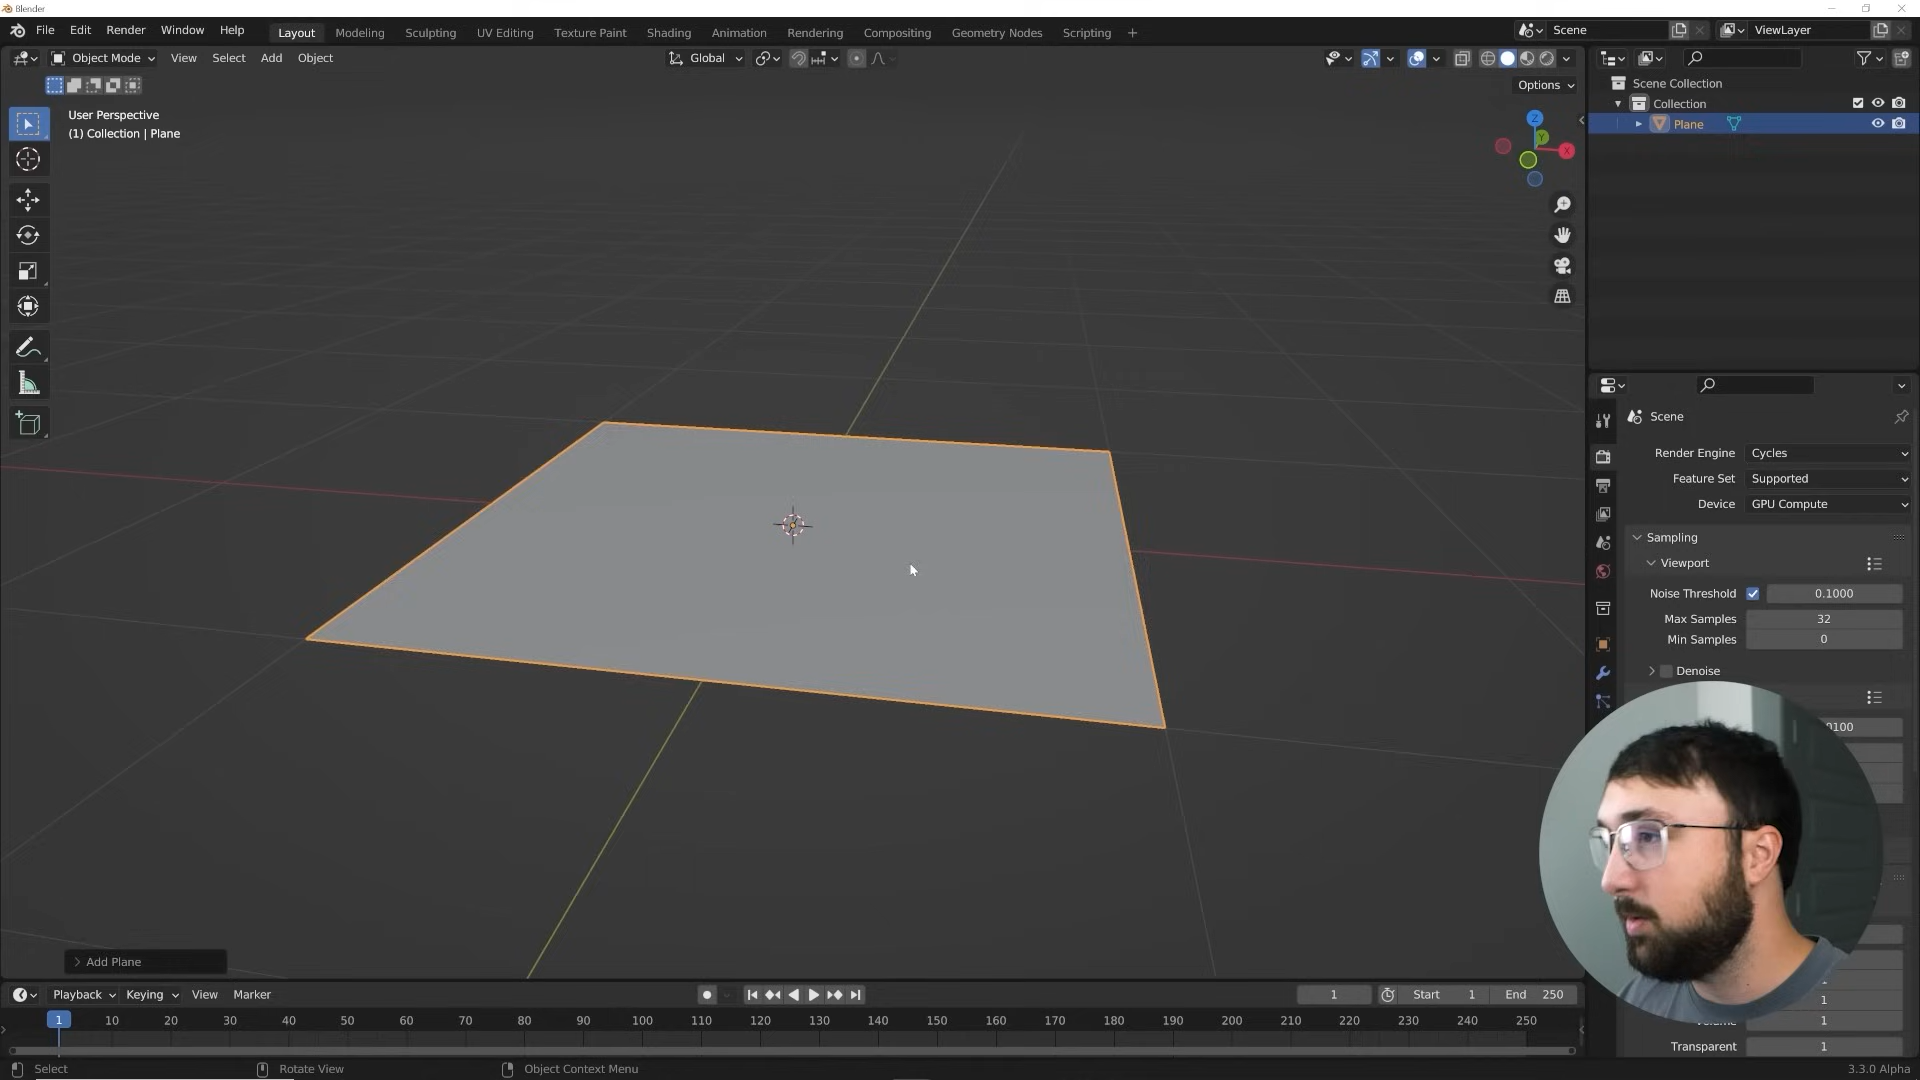 Blender
File Edit Render Window Help
Layout Modeling Sculpting UV Editing Texture Paint Shading Animation Rendering Compositing Geometry Nodes Scripting +
Scene
ViewLayer
Object Mode View Select Add Object
Global
Options
User Perspective
(1) Collection | Plane
Z
Y
X
Scene Collection
Collection
Plane
Scene
Render Engine Cycles
Feature Set Supported
Device GPU Compute
Sampling
Viewport
Noise Threshold 0.1000
Max Samples 32
Min Samples 0
Denoise
0100
1
1
Transparent 1
Add Plane
Playback Keying View Marker
1
Start 1
End 250
1 10 20 30 40 50 60 70 80 90 100 110 120 130 140 150 160 170 180 190 200 210 220 230 240 250
Select
Rotate View
Object Context Menu
3.3.0 Alpha